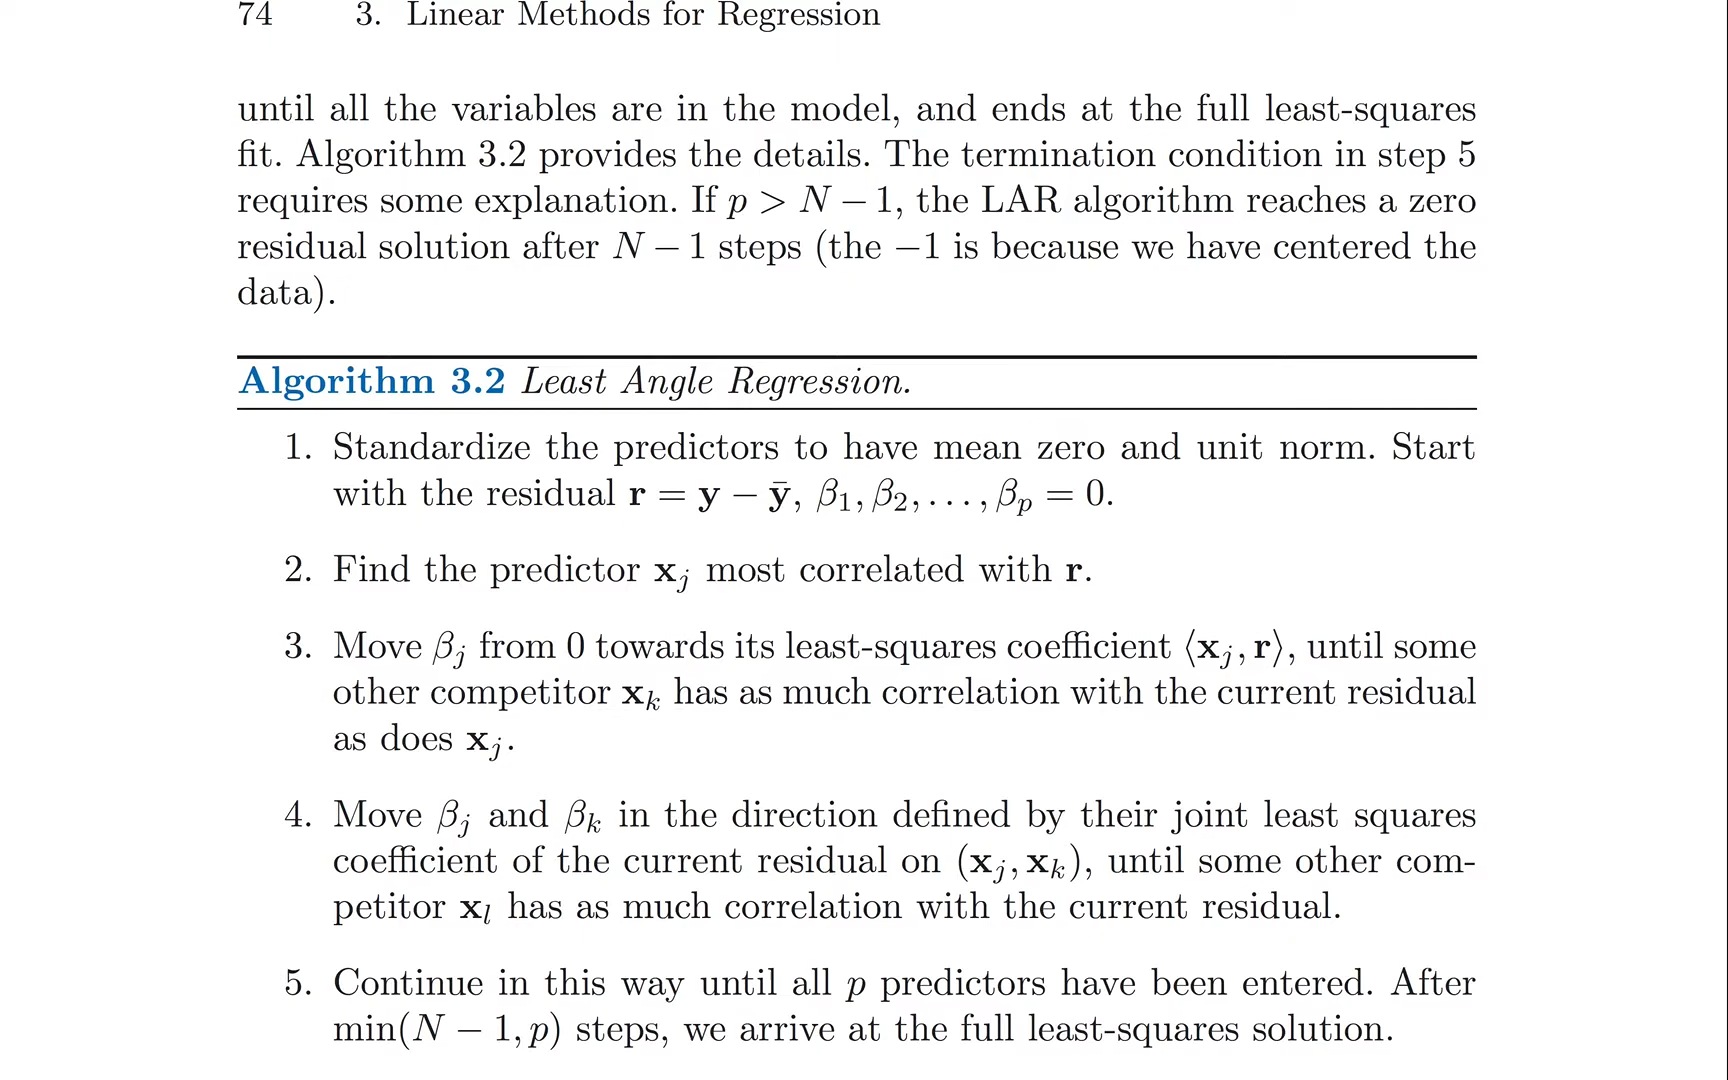 74 3. Linear Methods for Regression
until all the variables are in the model, and ends at the full least-squares
fit. Algorithm 3.2 provides the details. The termination condition in step 5
requires some explanation. If p > N − 1, the LAR algorithm reaches a zero
residual solution after N − 1 steps (the −1 is because we have centered the
data).
Algorithm 3.2 Least Angle Regression.
1. Standardize the predictors to have mean zero and unit norm. Start
with the residual r = y − ȳ, β₁, β₂, . . . , βₚ = 0.
2. Find the predictor xⱼ most correlated with r.
3. Move βⱼ from 0 towards its least-squares coefficient ⟨xⱼ, r⟩, until some
other competitor xₖ has as much correlation with the current residual
as does xⱼ.
4. Move βⱼ and βₖ in the direction defined by their joint least squares
coefficient of the current residual on (xⱼ, xₖ), until some other com-
petitor xₗ has as much correlation with the current residual.
5. Continue in this way until all p predictors have been entered. After
min(N − 1, p) steps, we arrive at the full least-squares solution.